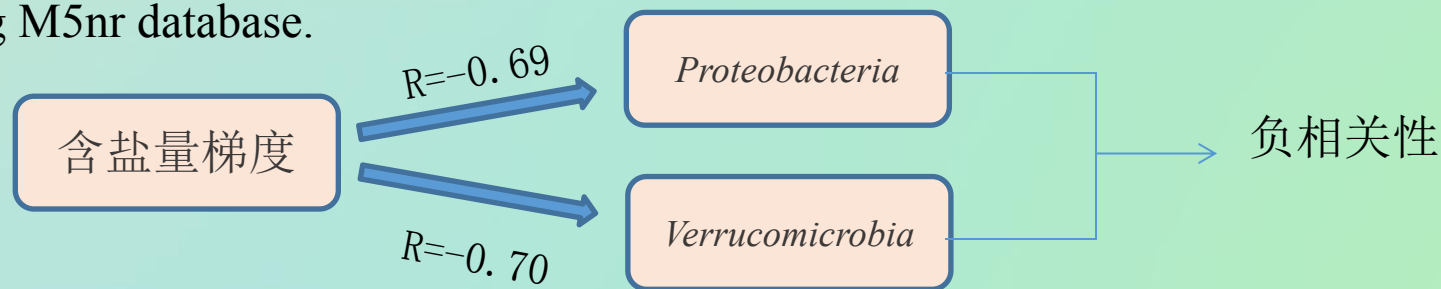 g M5nr database.
R=-0.69
Proteobacteria
含盐量梯度
负相关性
Verrucomicrobia
R=-0.70